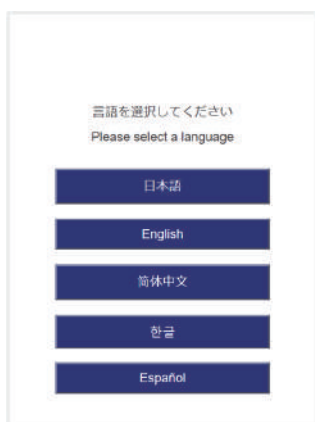 言語を選択してください
Please select a language
日本語
English
简体中文
한글
Español